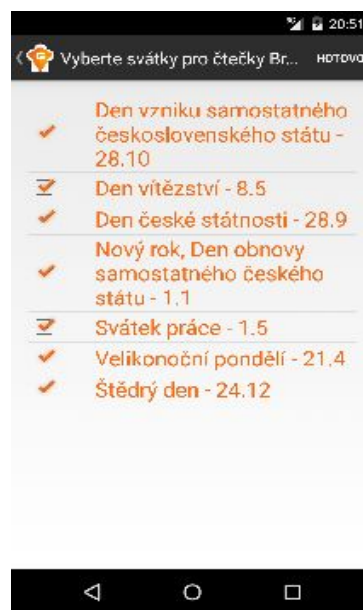 20:51
Vyberte svátky pro čtečky Br... HOTOVO
Den vzniku samostatného
československého státu -
28.10
Den vítězství - 8.5
Den české státnosti - 28.9
Nový rok, Den obnovy
samostatného českého
státu - 1.1
Svátek práce - 1.5
Velikonoční pondělí - 21.4
Štědrý den - 24.12